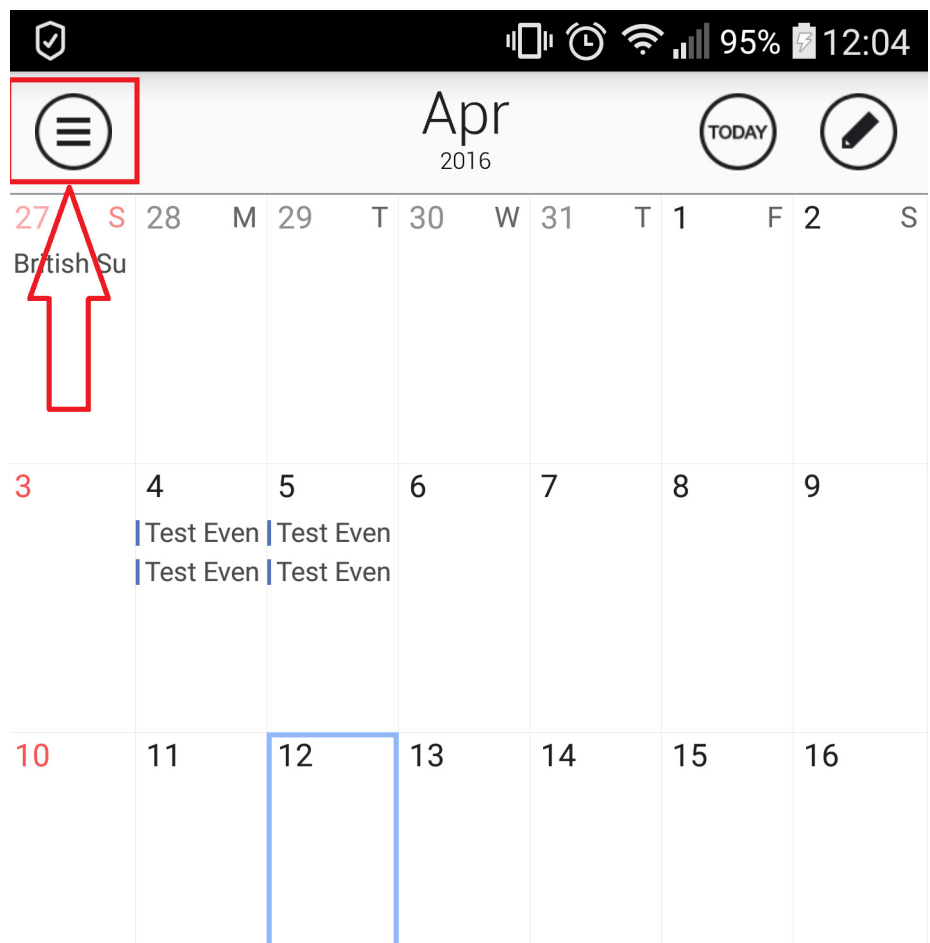 95% 12:04
Apr
2016
TODAY
27 S 28 M 29 T 30 W 31 T 1 F 2 S
British Su
3 4 5 6 7 8 9
Test Even Test Even
Test Even Test Even
10 11 12 13 14 15 16